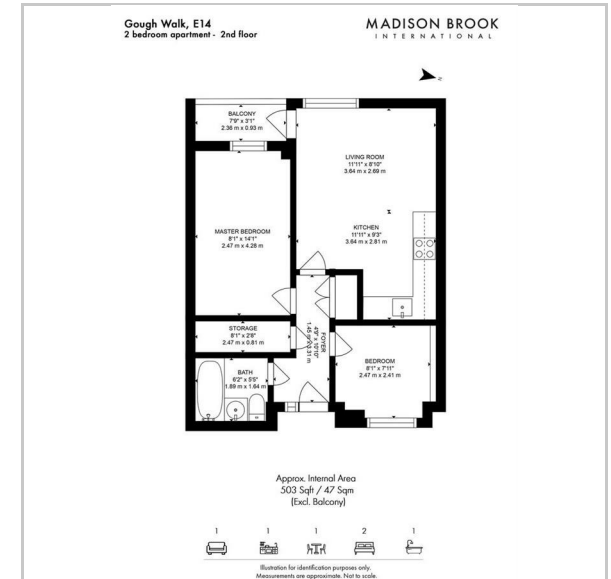 Gough Walk, E14
2 bedroom apartment - 2nd floor
MADISON BROOK
INTERNATIONAL
N
BALCONY
7'9" x 3'1"
2.36 m x 0.93 m
LIVING ROOM
11'11" x 8'10"
3.64 m x 2.69 m
MASTER BEDROOM
8'1" x 14'1"
2.47 m x 4.28 m
KITCHEN
11'11" x 9'3"
3.64 m x 2.81 m
STORAGE
8'1" x 2'8"
2.47 m x 0.81 m
FOYER
4'9" x 10'10"
BATH
6'2" x 5'5"
1.89 m x 1.64 m
BEDROOM
8'1" x 7'11"
2.47 m x 2.41 m
Approx. Internal Area
503 Sqft / 47 Sqm
(Excl. Balcony)
1 1 1 2 1
Illustration for identification purposes only.
Measurements are approximate. Not to scale.